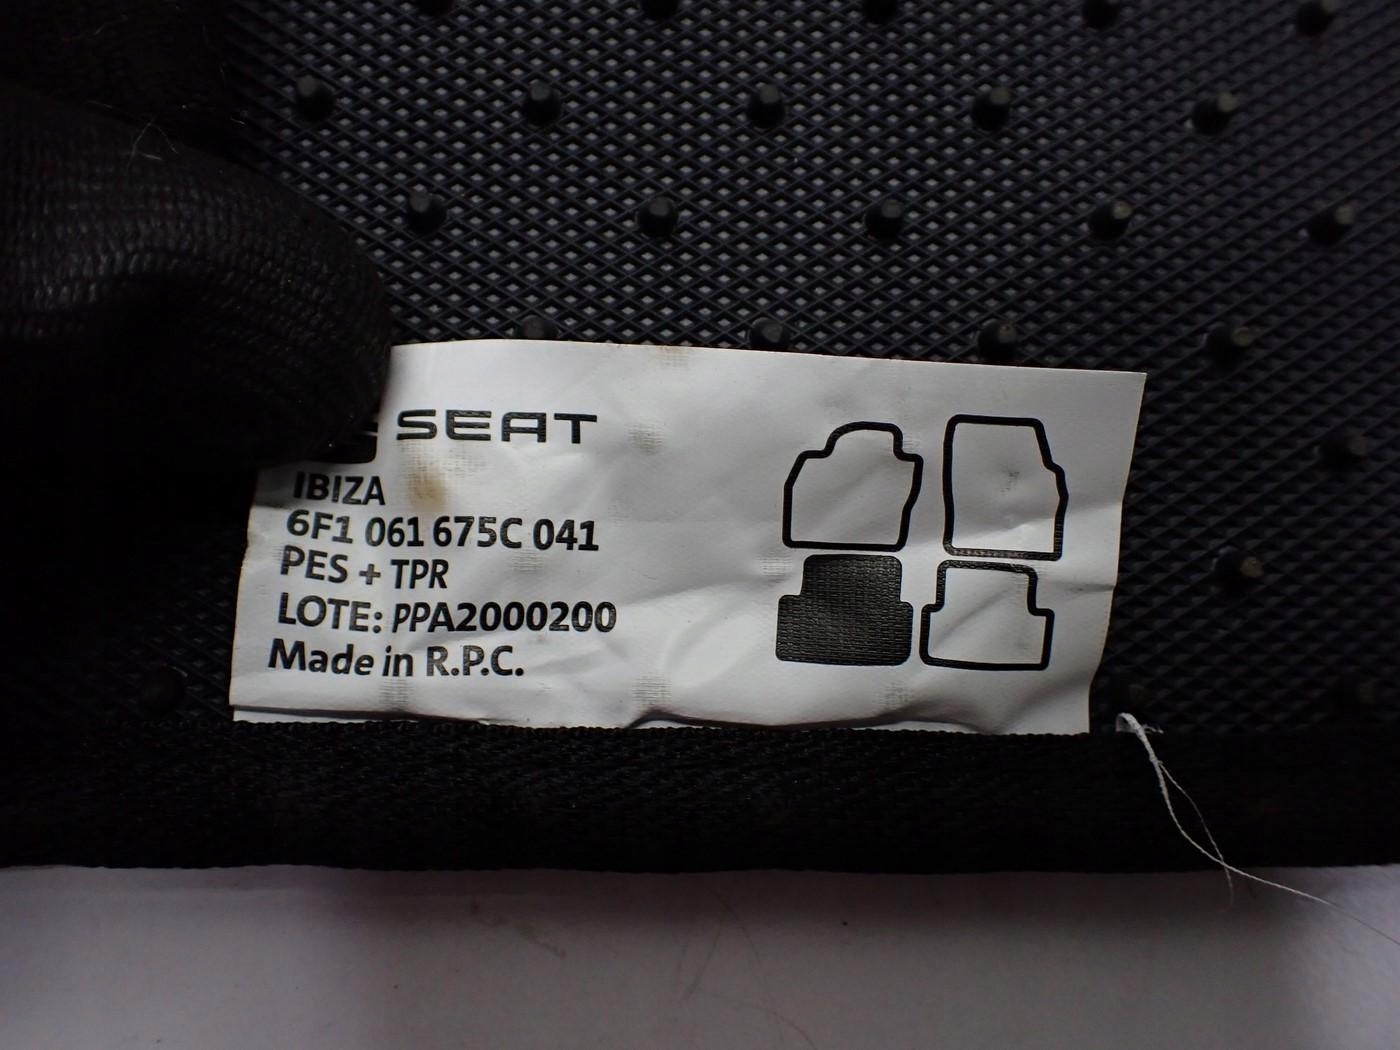 SEAT
IBIZA
6F1 061 675C 041
PES + TPR
LOTE: PPA2000200
Made in R.P.C.